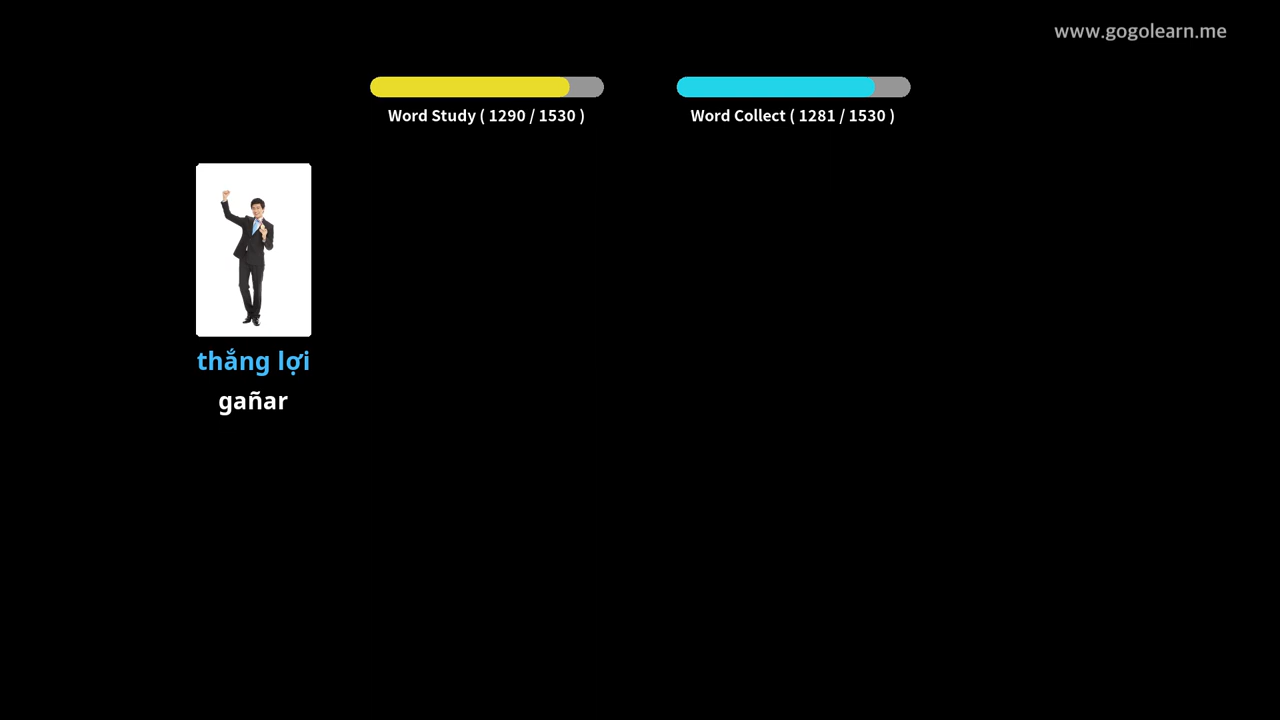 www.gogolearn.me
Word Study ( 1290 / 1530 )
Word Collect ( 1281 / 1530 )
thắng lợi
gañar